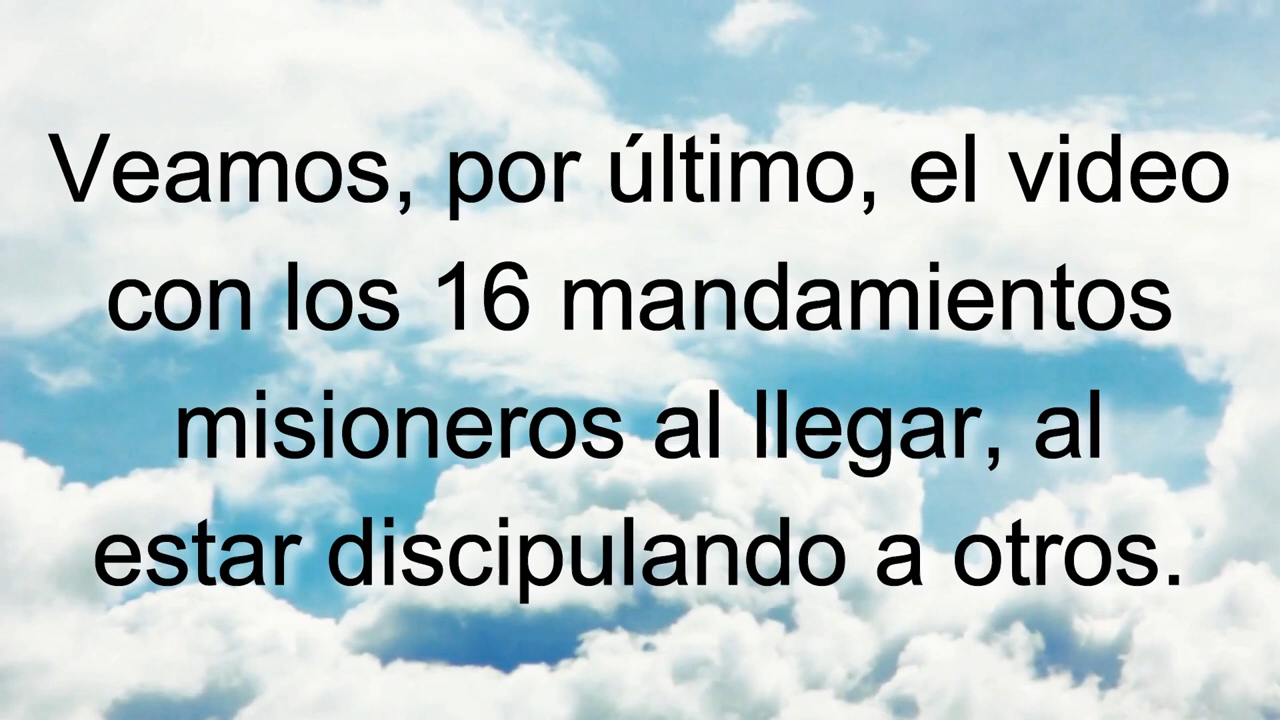 Veamos, por último, el video
con los 16 mandamientos
misioneros al llegar, al
estar discipulando a otros.